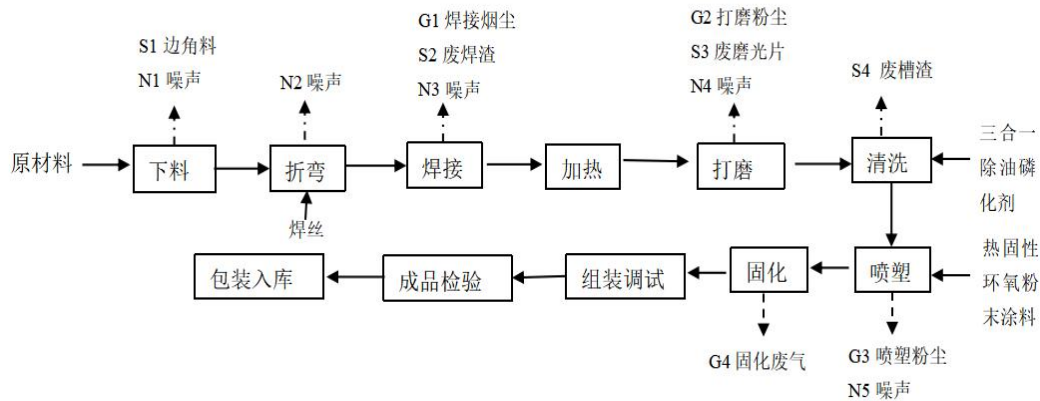 G1 焊接烟尘
G2 打磨粉尘
S1 边角料
S2 废焊渣
S3 废磨光片
S4 废槽渣
N1 噪声
N2 噪声
N3 噪声
N4 噪声
原材料
下料
折弯
焊接
加热
打磨
清洗
三合一
除油磷
化剂
焊丝
包装入库
成品检验
组装调试
固化
喷塑
热固性
环氧粉
末涂料
G4 固化废气
G3 喷塑粉尘
N5 噪声